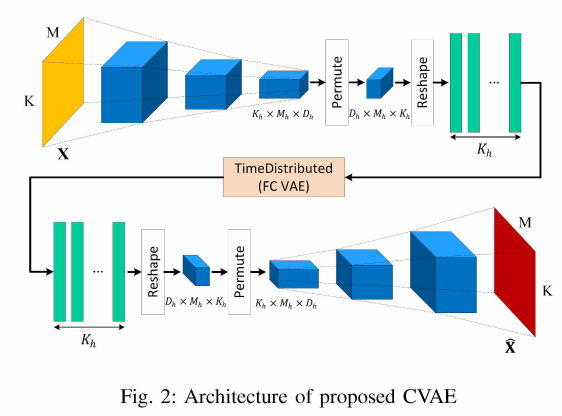 M
K
X
K_h × M_h × D_h
Permute
D_h × M_h × K_h
Reshape
...
K_h
TimeDistributed
(FC VAE)
...
K_h
Reshape
D_h × M_h × K_h
Permute
K_h × M_h × D_h
M
K
X̂
Fig. 2: Architecture of proposed CVAE